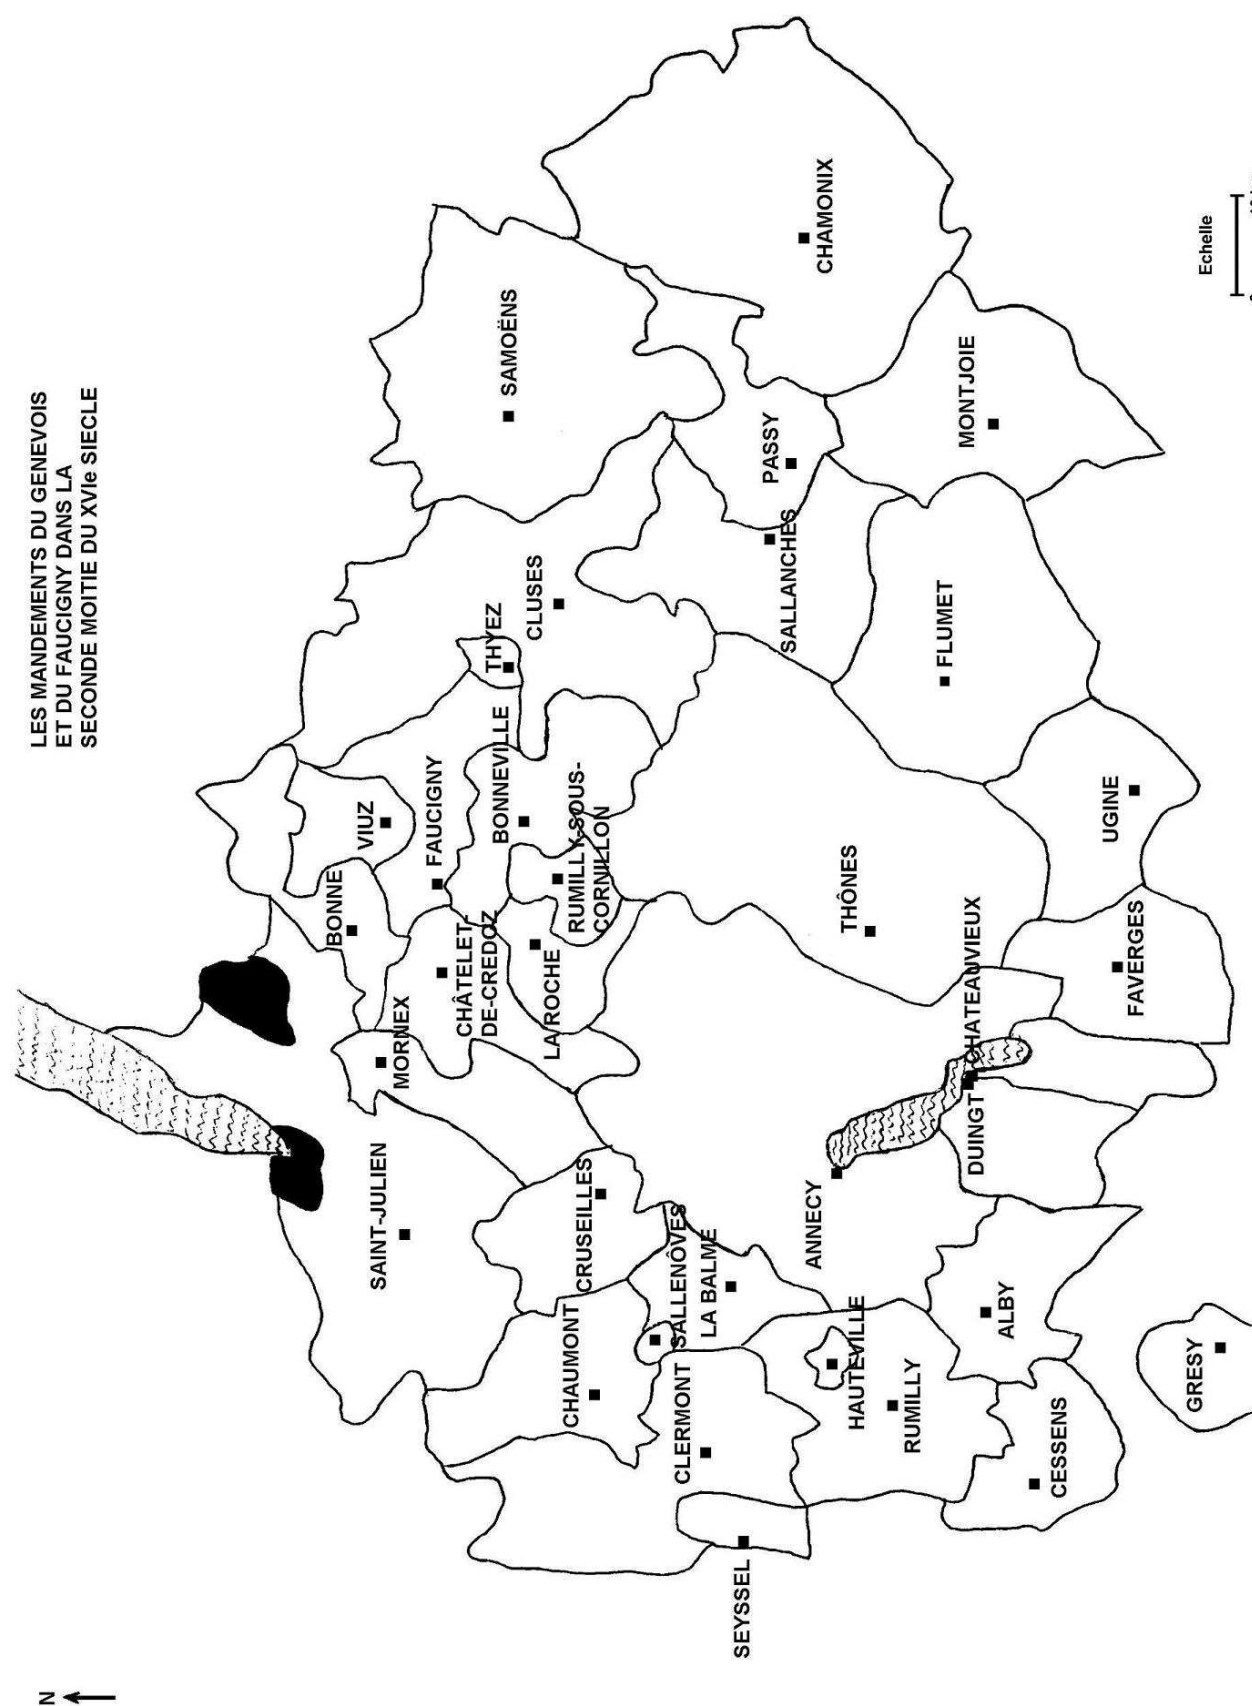 LES MANDEMENTS DU GENEVOIS
ET DU FAUCIGNY DANS LA
SECONDE MOITIE DU XVIe SIECLE
N
VIUZ
BONNE
FAUCIGNY
THYEZ
SAMOËNS
CLUSES
BONNEVILLE
MORNEX
CHÂTELET-
DE-CREDOZ
SAINT-JULIEN
LA ROCHE
RUMILLY-SOUS-
CORNILLON
CRUSEILLES
CHAUMONT
SALLENÔVES
LA BALME
CLERMONT
SEYSSEL
PASSY
SALLANCHES
CHAMONIX
ANNECY
THÔNES
HAUTEVILLE
RUMILLY
FLUMET
MONTJOIE
DUINGT
CHATEAUVIEUX
ALBY
CESSENS
FAVERGES
UGINE
GRESY
Echelle